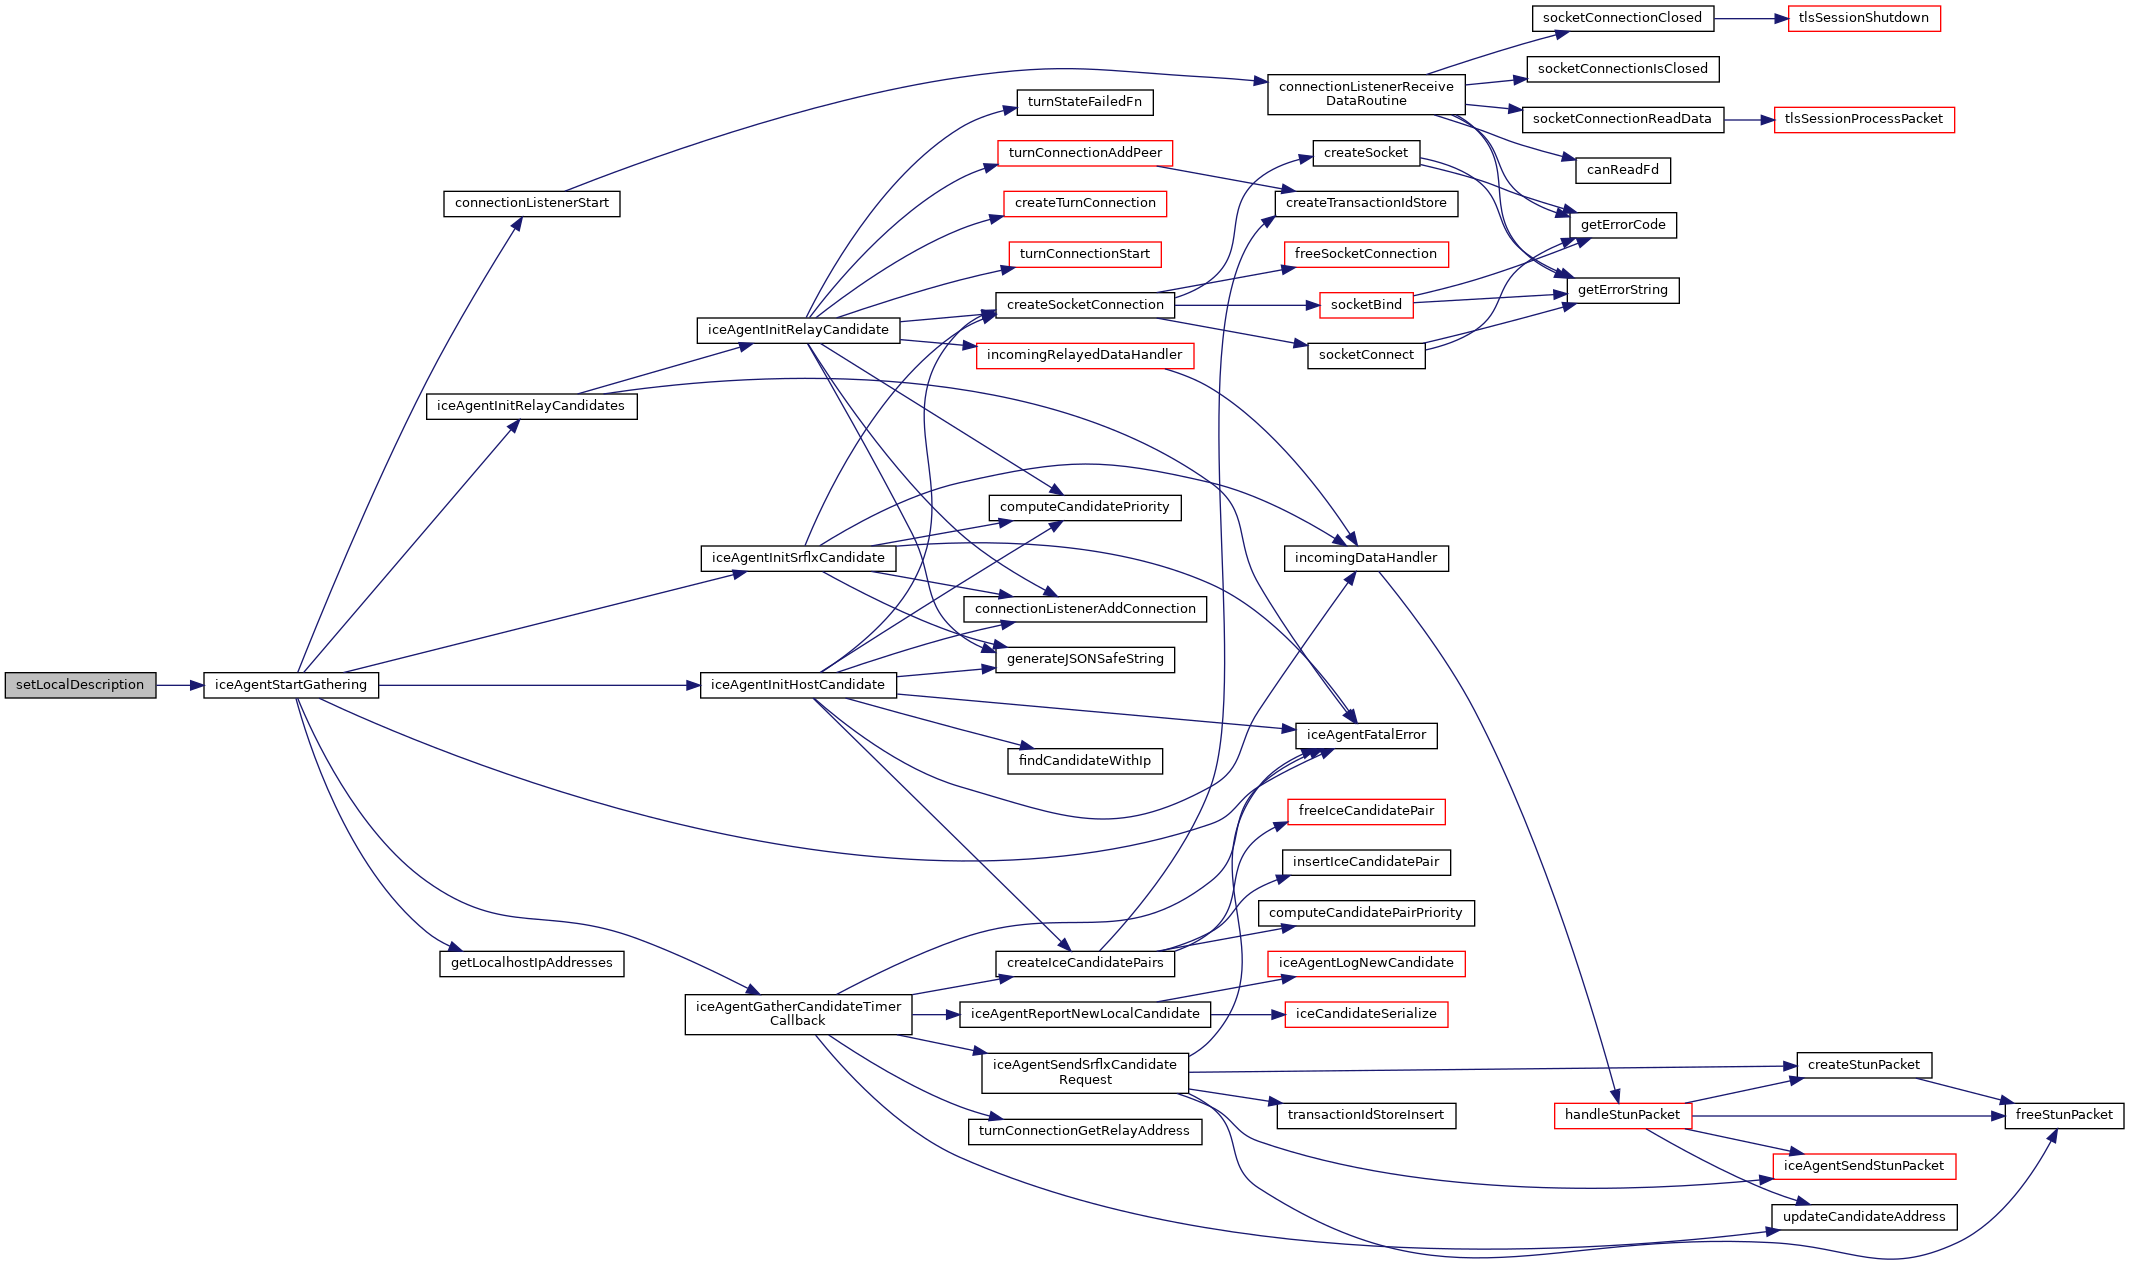 socketConnectionClosed
tlsSessionShutdown
socketConnectionIsClosed
connectionListenerReceive
DataRoutine
turnStateFailedFn
socketConnectionReadData
tlsSessionProcessPacket
turnConnectionAddPeer
createSocket
canReadFd
connectionListenerStart
createTurnConnection
createTransactionIdStore
getErrorCode
turnConnectionStart
freeSocketConnection
getErrorString
createSocketConnection
socketBind
iceAgentInitRelayCandidate
incomingRelayedDataHandler
socketConnect
iceAgentInitRelayCandidates
computeCandidatePriority
iceAgentInitSrflxCandidate
incomingDataHandler
connectionListenerAddConnection
generateJSONSafeString
setLocalDescription
iceAgentStartGathering
iceAgentInitHostCandidate
iceAgentFatalError
findCandidateWithIp
freeIceCandidatePair
insertIceCandidatePair
computeCandidatePairPriority
getLocalhostIpAddresses
createIceCandidatePairs
iceAgentLogNewCandidate
iceAgentGatherCandidateTimer
Callback
iceAgentReportNewLocalCandidate
iceCandidateSerialize
iceAgentSendSrflxCandidate
Request
createStunPacket
transactionIdStoreInsert
handleStunPacket
freeStunPacket
turnConnectionGetRelayAddress
iceAgentSendStunPacket
updateCandidateAddress